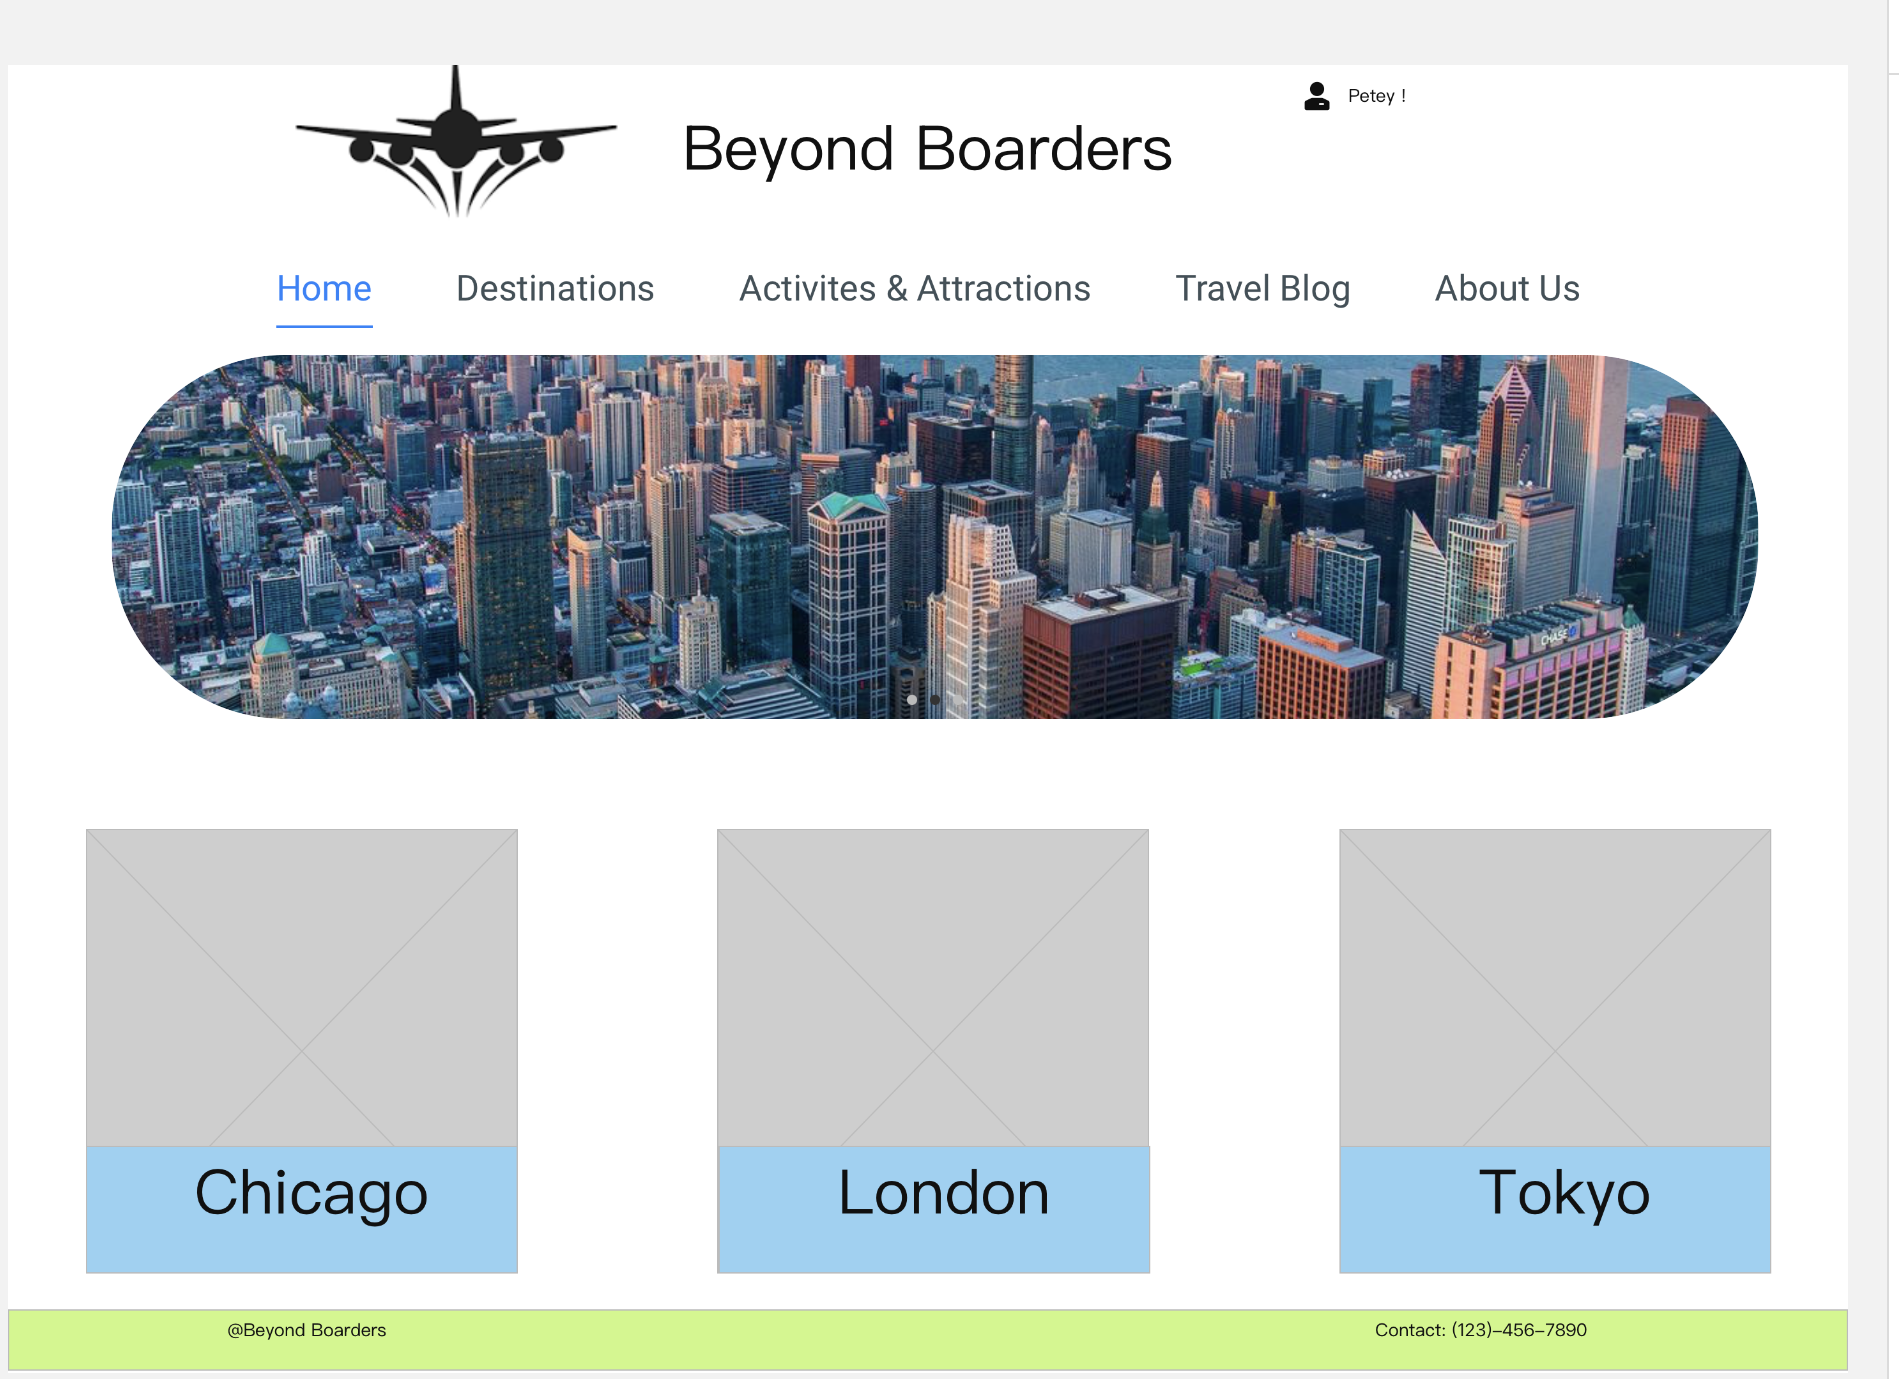 Petey !
Beyond Boarders
Home Destinations Activites & Attractions Travel Blog About Us
CHASE
Chicago London Tokyo
@Beyond Boarders Contact: (123)-456-7890